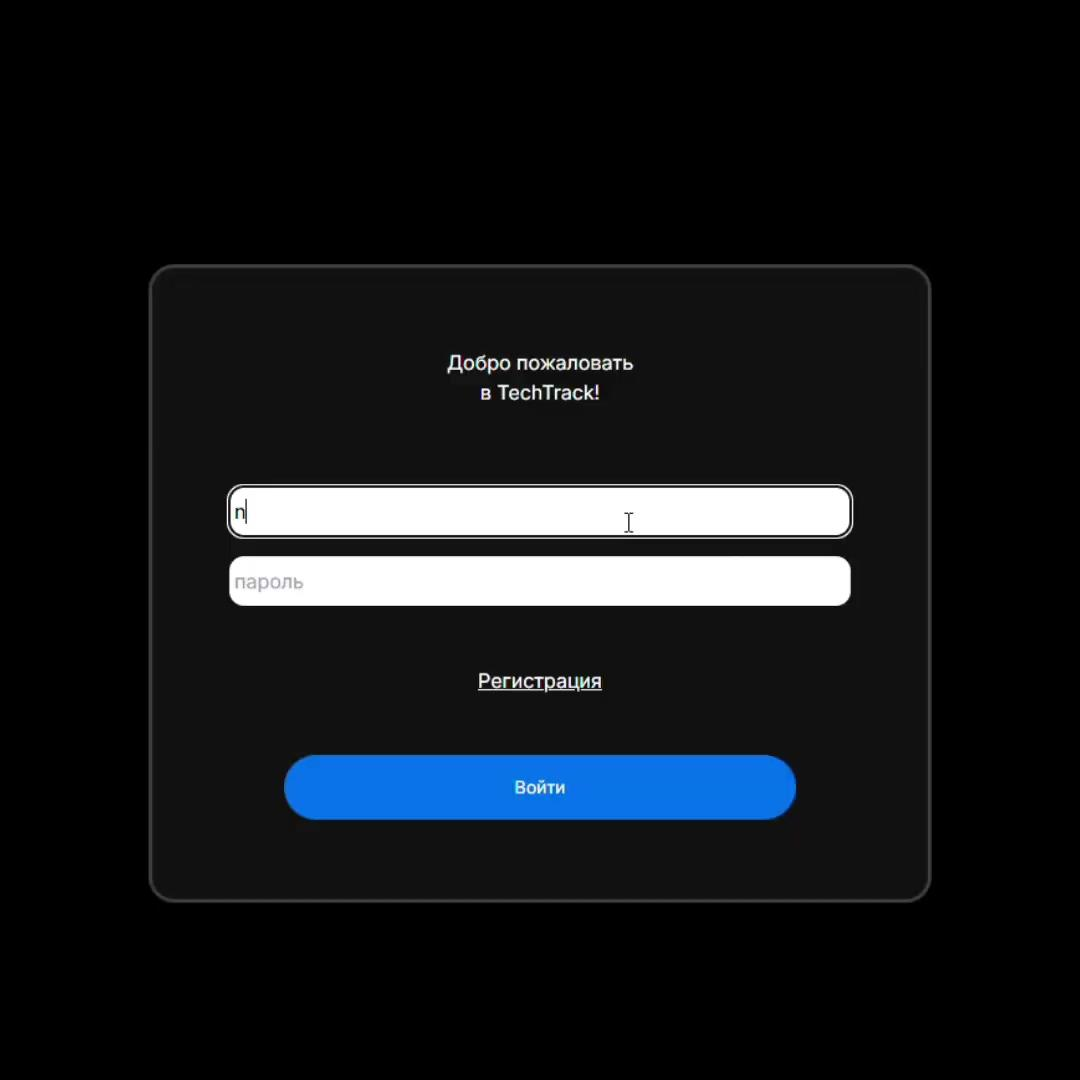 Добро пожаловать
в TechTrack!
n
пароль
Регистрация
Войти